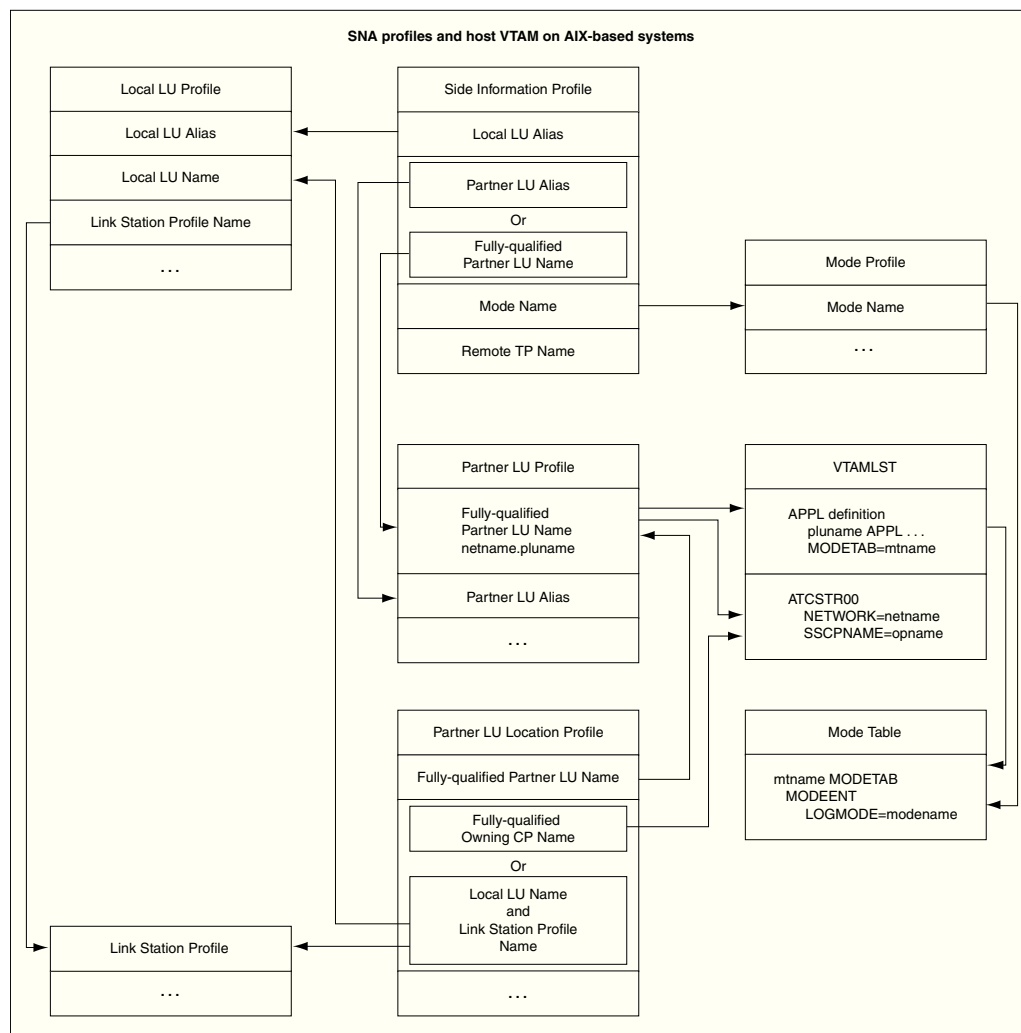 SNA profiles and host VTAM on AIX-based systems
Local LU Profile
Local LU Alias
Local LU Name
Link Station Profile Name
...
Side Information Profile
Local LU Alias
Partner LU Alias
Or
Fully-qualified
Partner LU Name
Mode Name
Remote TP Name
Mode Profile
Mode Name
...
Partner LU Profile
Fully-qualified
Partner LU Name
netname.pluname
Partner LU Alias
...
VTAMLST
APPL definition
pluname APPL . . .
MODETAB=mtname
ATCSTR00
NETWORK=netname
SSCPNAME=opname
Partner LU Location Profile
Fully-qualified Partner LU Name
Fully-qualified
Owning CP Name
Or
Local LU Name
and
Link Station Profile
Name
...
Mode Table
mtname MODETAB
MODEENT
LOGMODE=modename
Link Station Profile
...